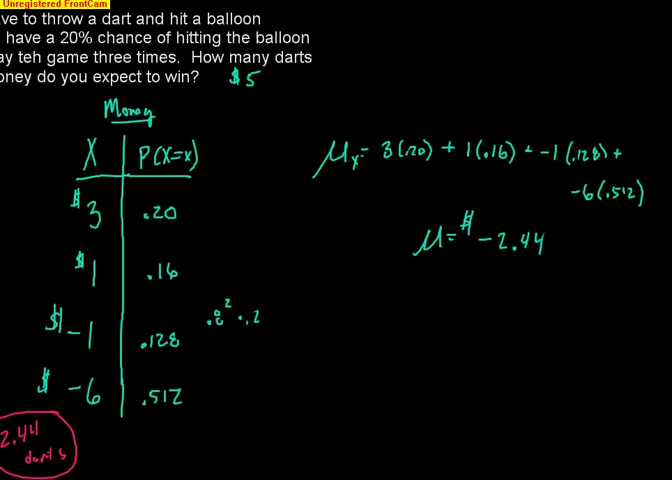 Unregistered FrontCam
ve to throw a dart and hit a balloon
have a 20% chance of hitting the balloon
ay teh game three times. How many darts
oney do you expect to win? $5
Money
X P(X=x)
$3 .20
$1 .16
$-1 .128 .8² · .2
$-6 .512
μx= 3(.20) + 1(.16) + -1(.128) +
-6(.512)
μ=$-2.44
2.44
darts